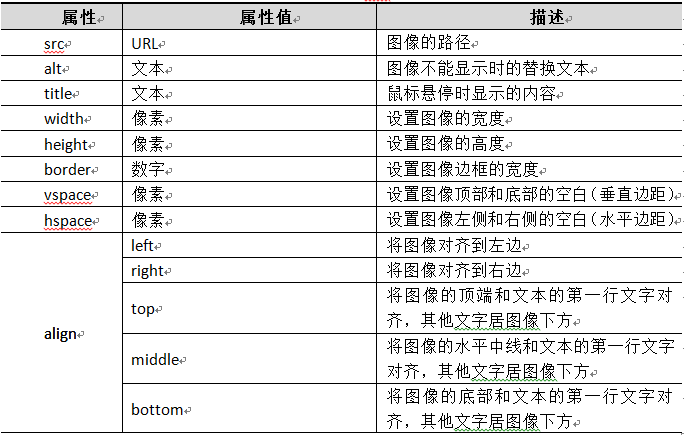 属性 属性值 描述
src URL 图像的路径
alt 文本 图像不能显示时的替换文本
title 文本 鼠标悬停时显示的内容
width 像素 设置图像的宽度
height 像素 设置图像的高度
border 数字 设置图像边框的宽度
vspace 像素 设置图像顶部和底部的空白（垂直边距）
hspace 像素 设置图像左侧和右侧的空白（水平边距）
align
left 将图像对齐到左边
right 将图像对齐到右边
top 将图像的顶端和文本的第一行文字对
齐，其他文字居图像下方
middle 将图像的水平中线和文本的第一行文字
对齐，其他文字居图像下方
bottom 将图像的底部和文本的第一行文字对
齐，其他文字居图像下方